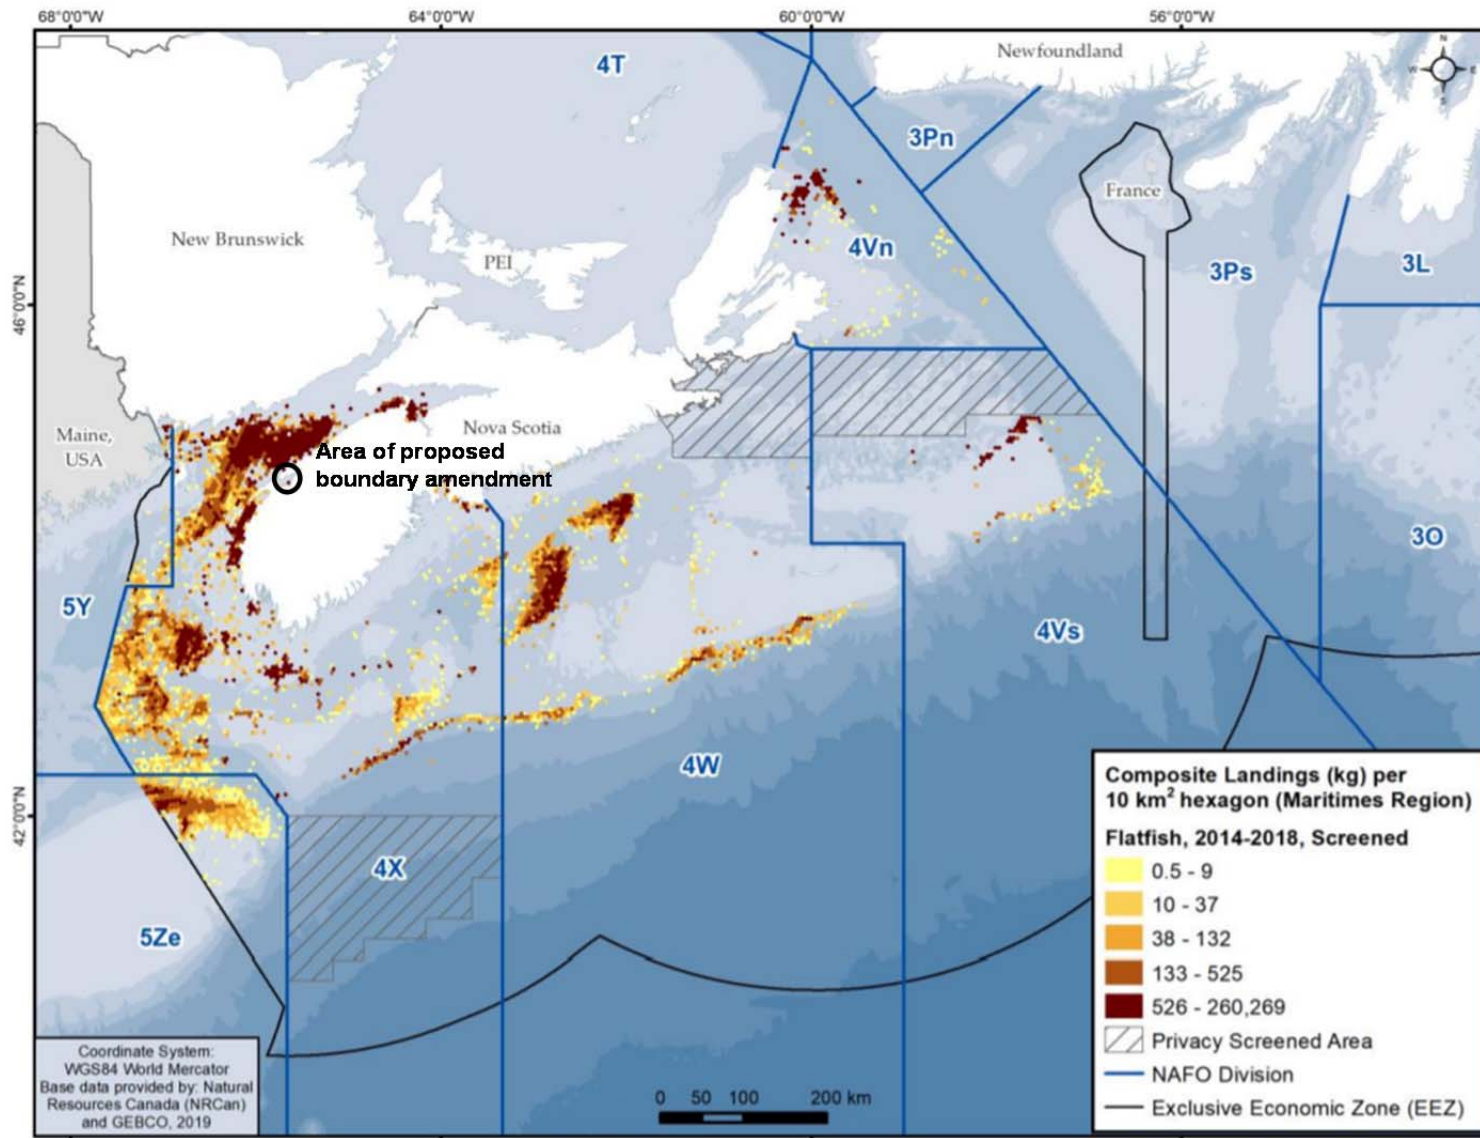 68°0'0"W
64°0'0"W
60°0'0"W
56°0'0"W
4T
Newfoundland
N
W
E
S
3Pn
France
New Brunswick
4Vn
PEI
3Ps
3L
46°0'0"N
Maine,
USA
Nova Scotia
Area of proposed
boundary amendment
3O
5Y
4Vs
4W
42°0'0"N
4X
5Ze
Composite Landings (kg) per
10 km² hexagon (Maritimes Region)
Flatfish, 2014-2018, Screened
0.5 - 9
10 - 37
38 - 132
133 - 525
526 - 260,269
Privacy Screened Area
NAFO Division
Exclusive Economic Zone (EEZ)
Coordinate System:
WGS84 World Mercator
Base data provided by: Natural
Resources Canada (NRCan)
and GEBCO, 2019
0 50 100 200 km